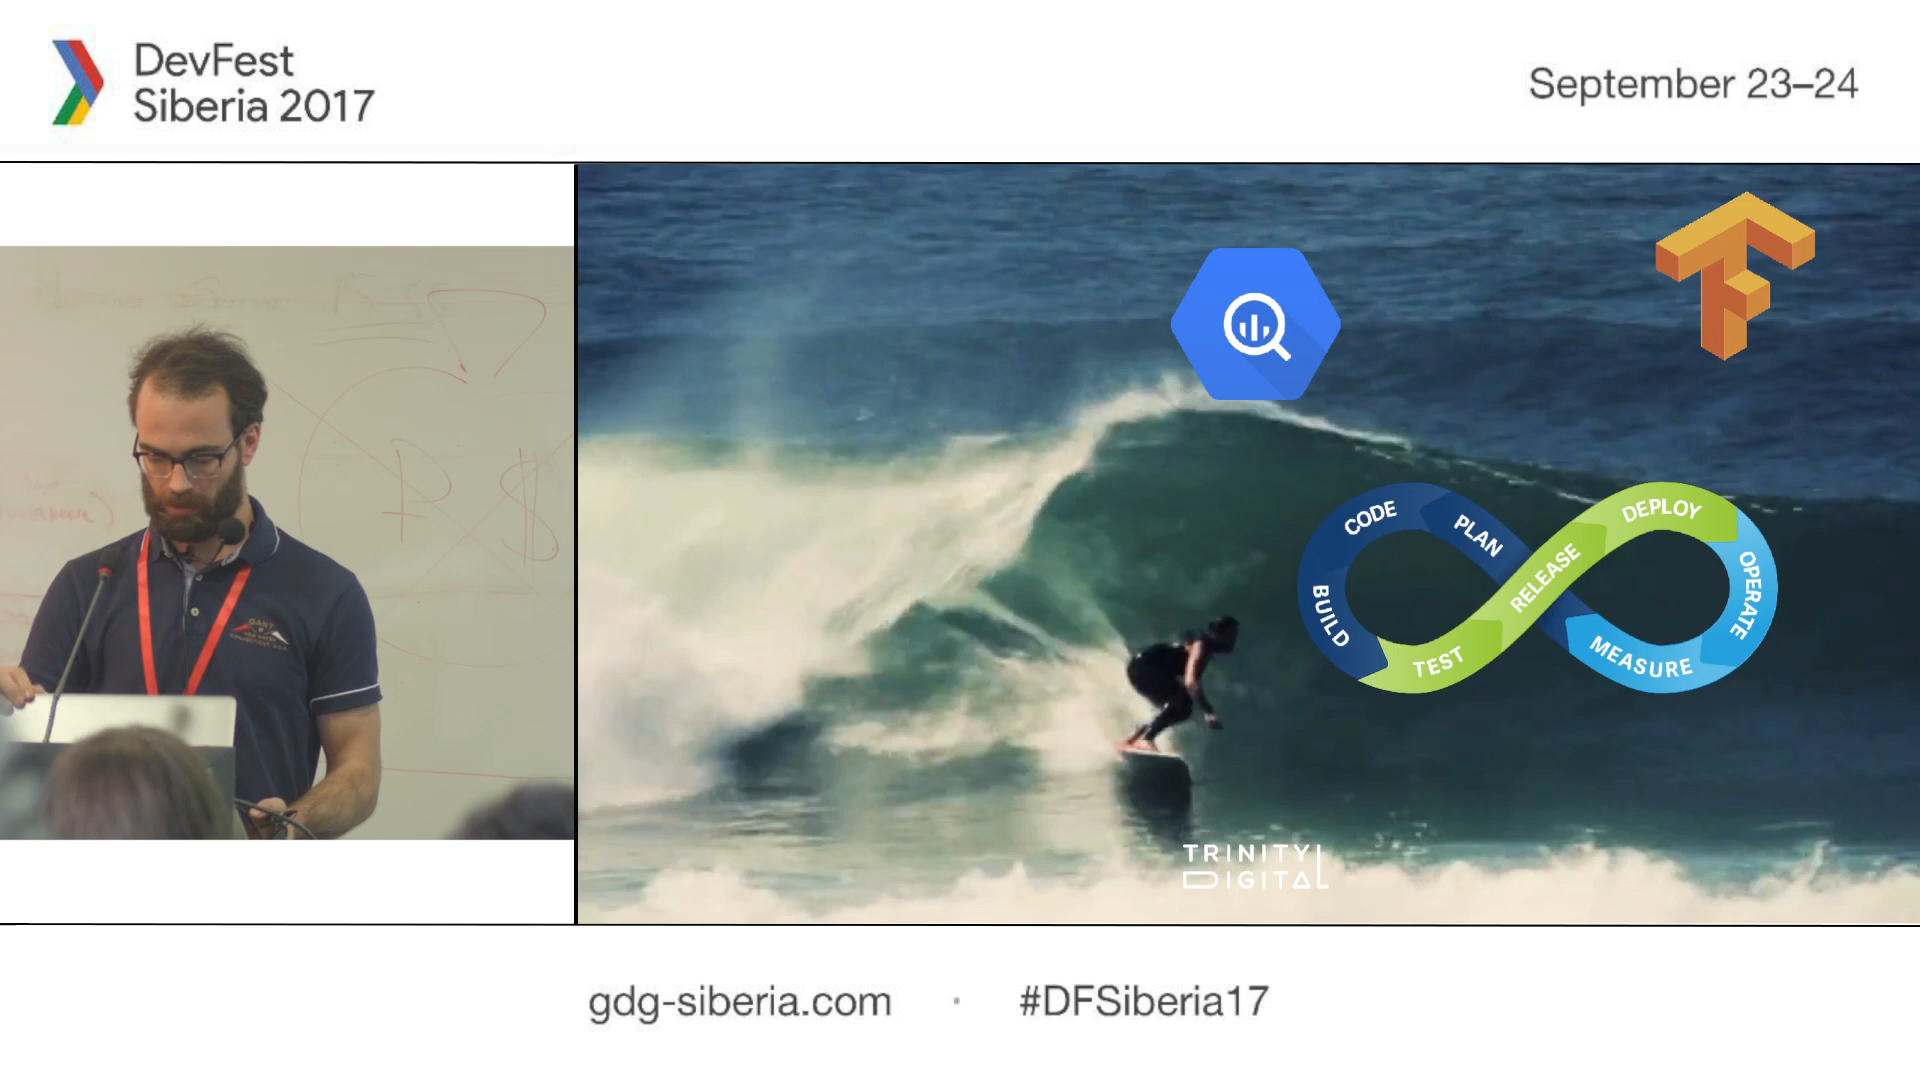 DevFest
Siberia 2017
September 23–24
CODE
PLAN
RELEASE
DEPLOY
OPERATE
MEASURE
TEST
BUILD
GANT
TRINITY
DIGITAL
gdg-siberia.com · #DFSiberia17